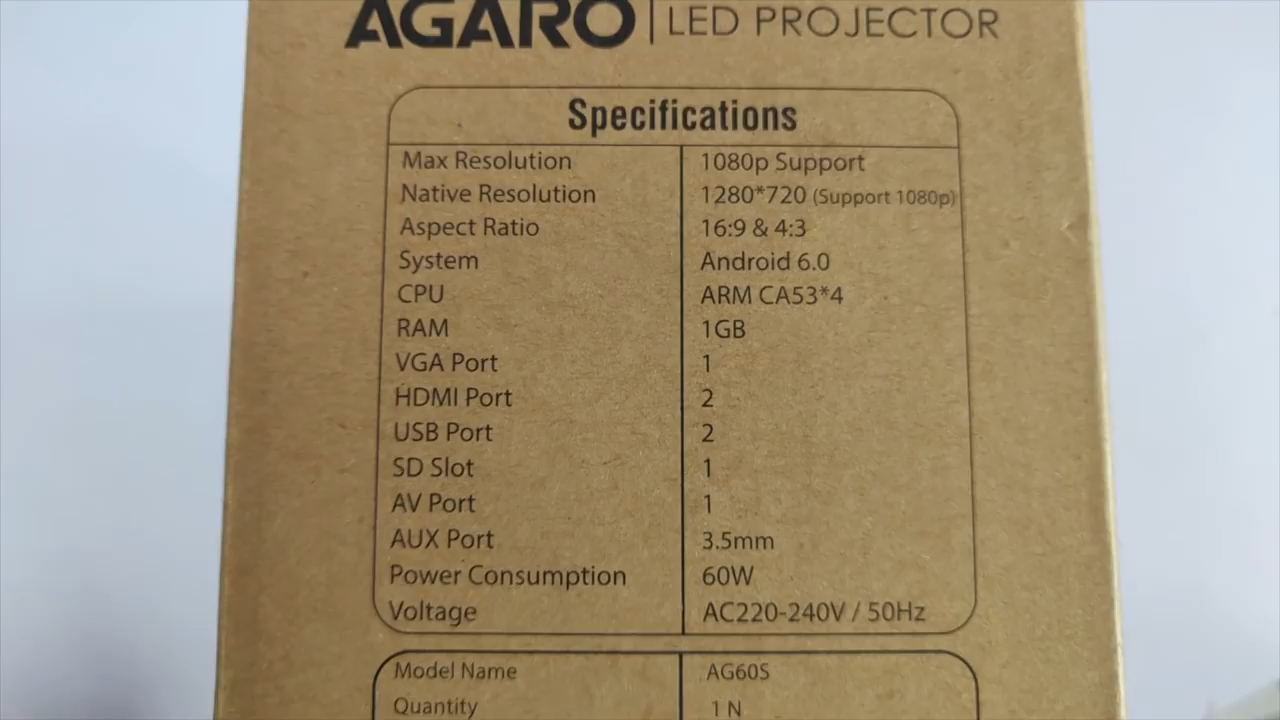 AGARO | LED PROJECTOR
Specifications
Max Resolution 1080p Support
Native Resolution 1280*720 (Support 1080p)
Aspect Ratio 16:9 & 4:3
System Android 6.0
CPU ARM CA53*4
RAM 1GB
VGA Port 1
HDMI Port 2
USB Port 2
SD Slot 1
AV Port 1
AUX Port 3.5mm
Power Consumption 60W
Voltage AC220-240V / 50Hz
Model Name AG60S
Quantity 1 N